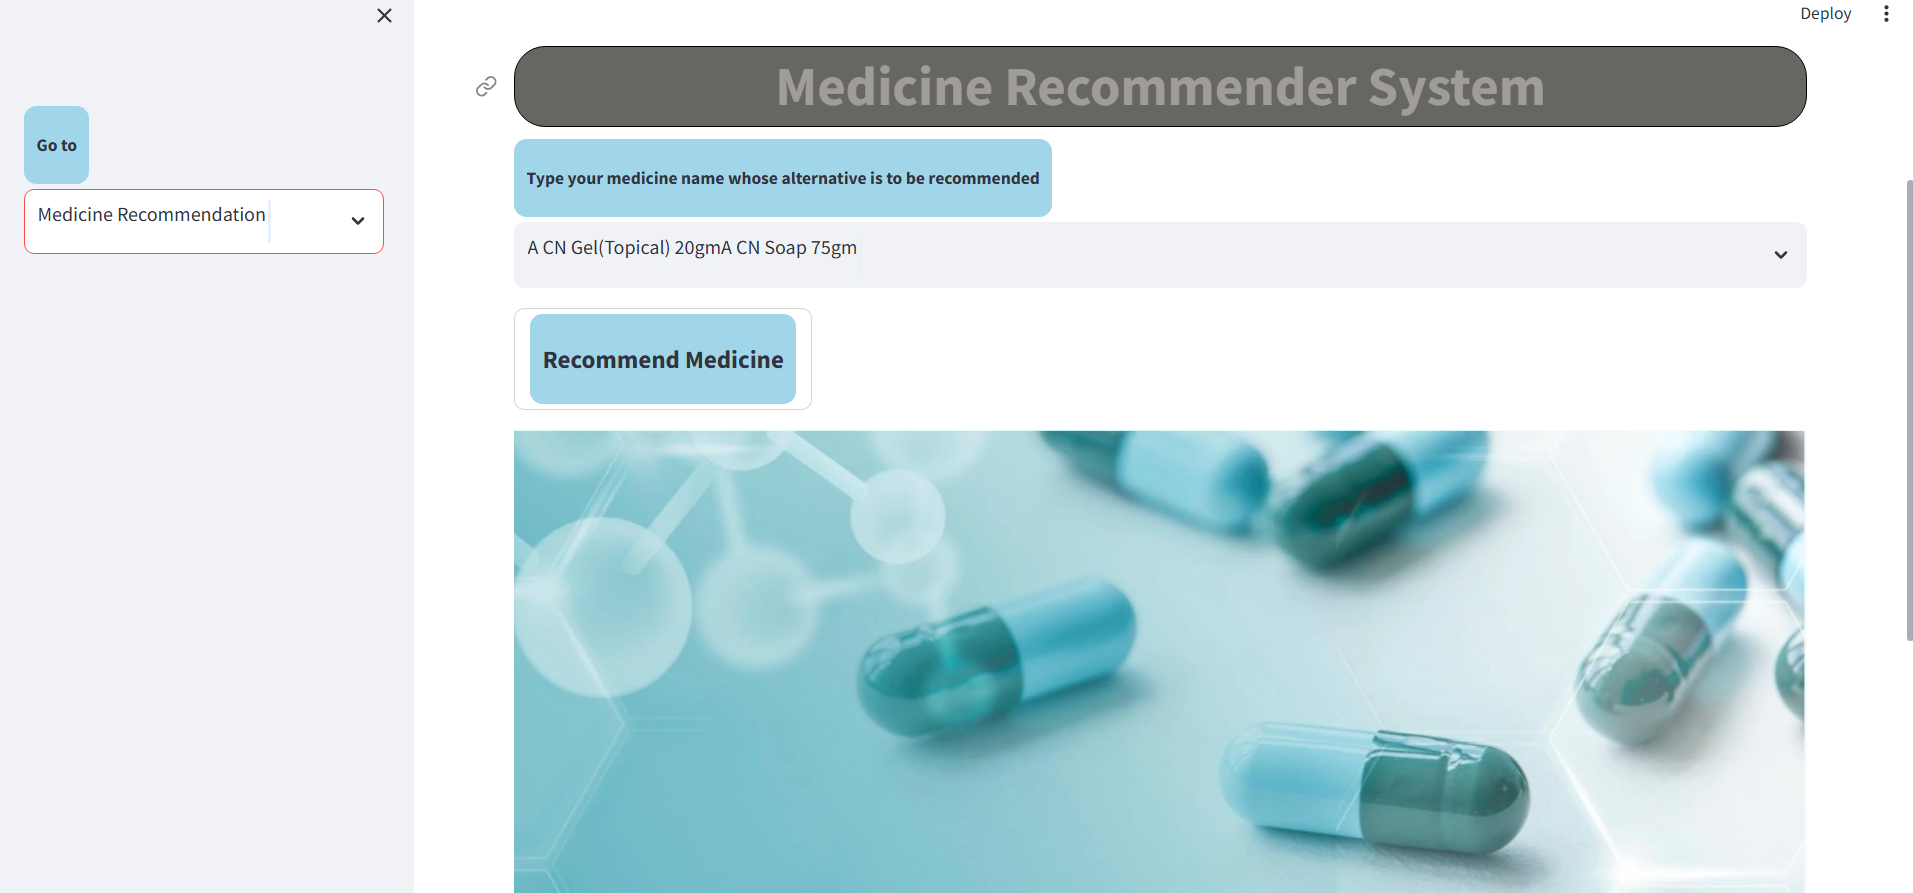 Deploy
Medicine Recommender System
Go to
Medicine Recommendation
Type your medicine name whose alternative is to be recommended
A CN Gel(Topical) 20gmA CN Soap 75gm
Recommend Medicine